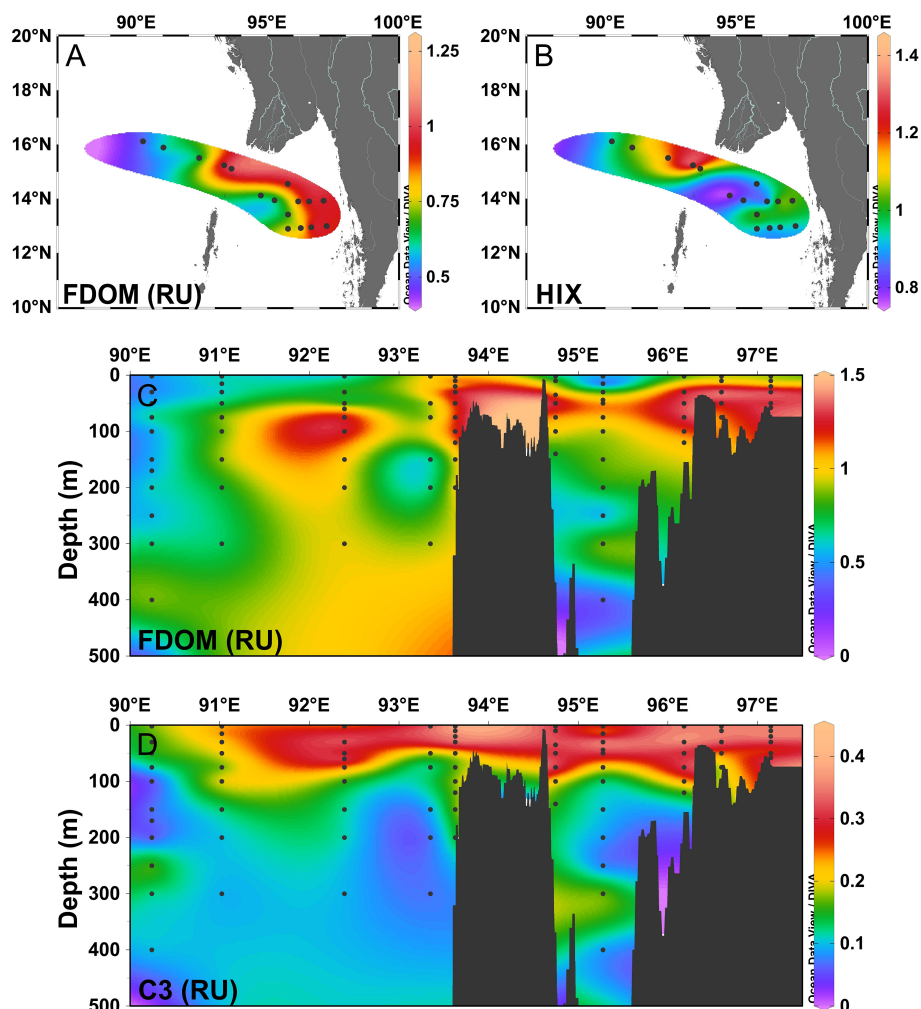 90°E 95°E 100°E 90°E 95°E 100°E
20°N A 1.25 20°N B 1.4
18°N 18°N
1 1.2
16°N 16°N
14°N 0.75 14°N 1
12°N 0.5 12°N 0.8
10°N FDOM (RU) Ocean Data View / DIVA 10°N HIX Ocean Data View / DIVA
90°E 91°E 92°E 93°E 94°E 95°E 96°E 97°E
0 C 1.5
100
200 1
Depth (m)
300
400 0.5
500 FDOM (RU) 0
Ocean Data View / DIVA
90°E 91°E 92°E 93°E 94°E 95°E 96°E 97°E
0 D 0.4
100
200 0.3
Depth (m)
300 0.2
400 0.1
500 C3 (RU) 0
Ocean Data View / DIVA